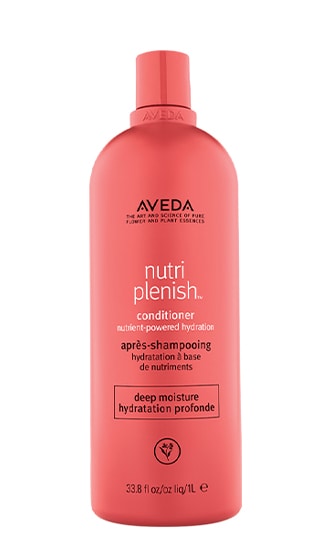 AVEDA
AVEDA
THE ART AND SCIENCE OF PURE
FLOWER AND PLANT ESSENCES
nutri
plenish™
conditioner
nutrient-powered hydration
après-shampooing
hydratation à base
de nutriments
deep moisture
hydratation profonde
33.8 fl oz/oz liq/1L ℮